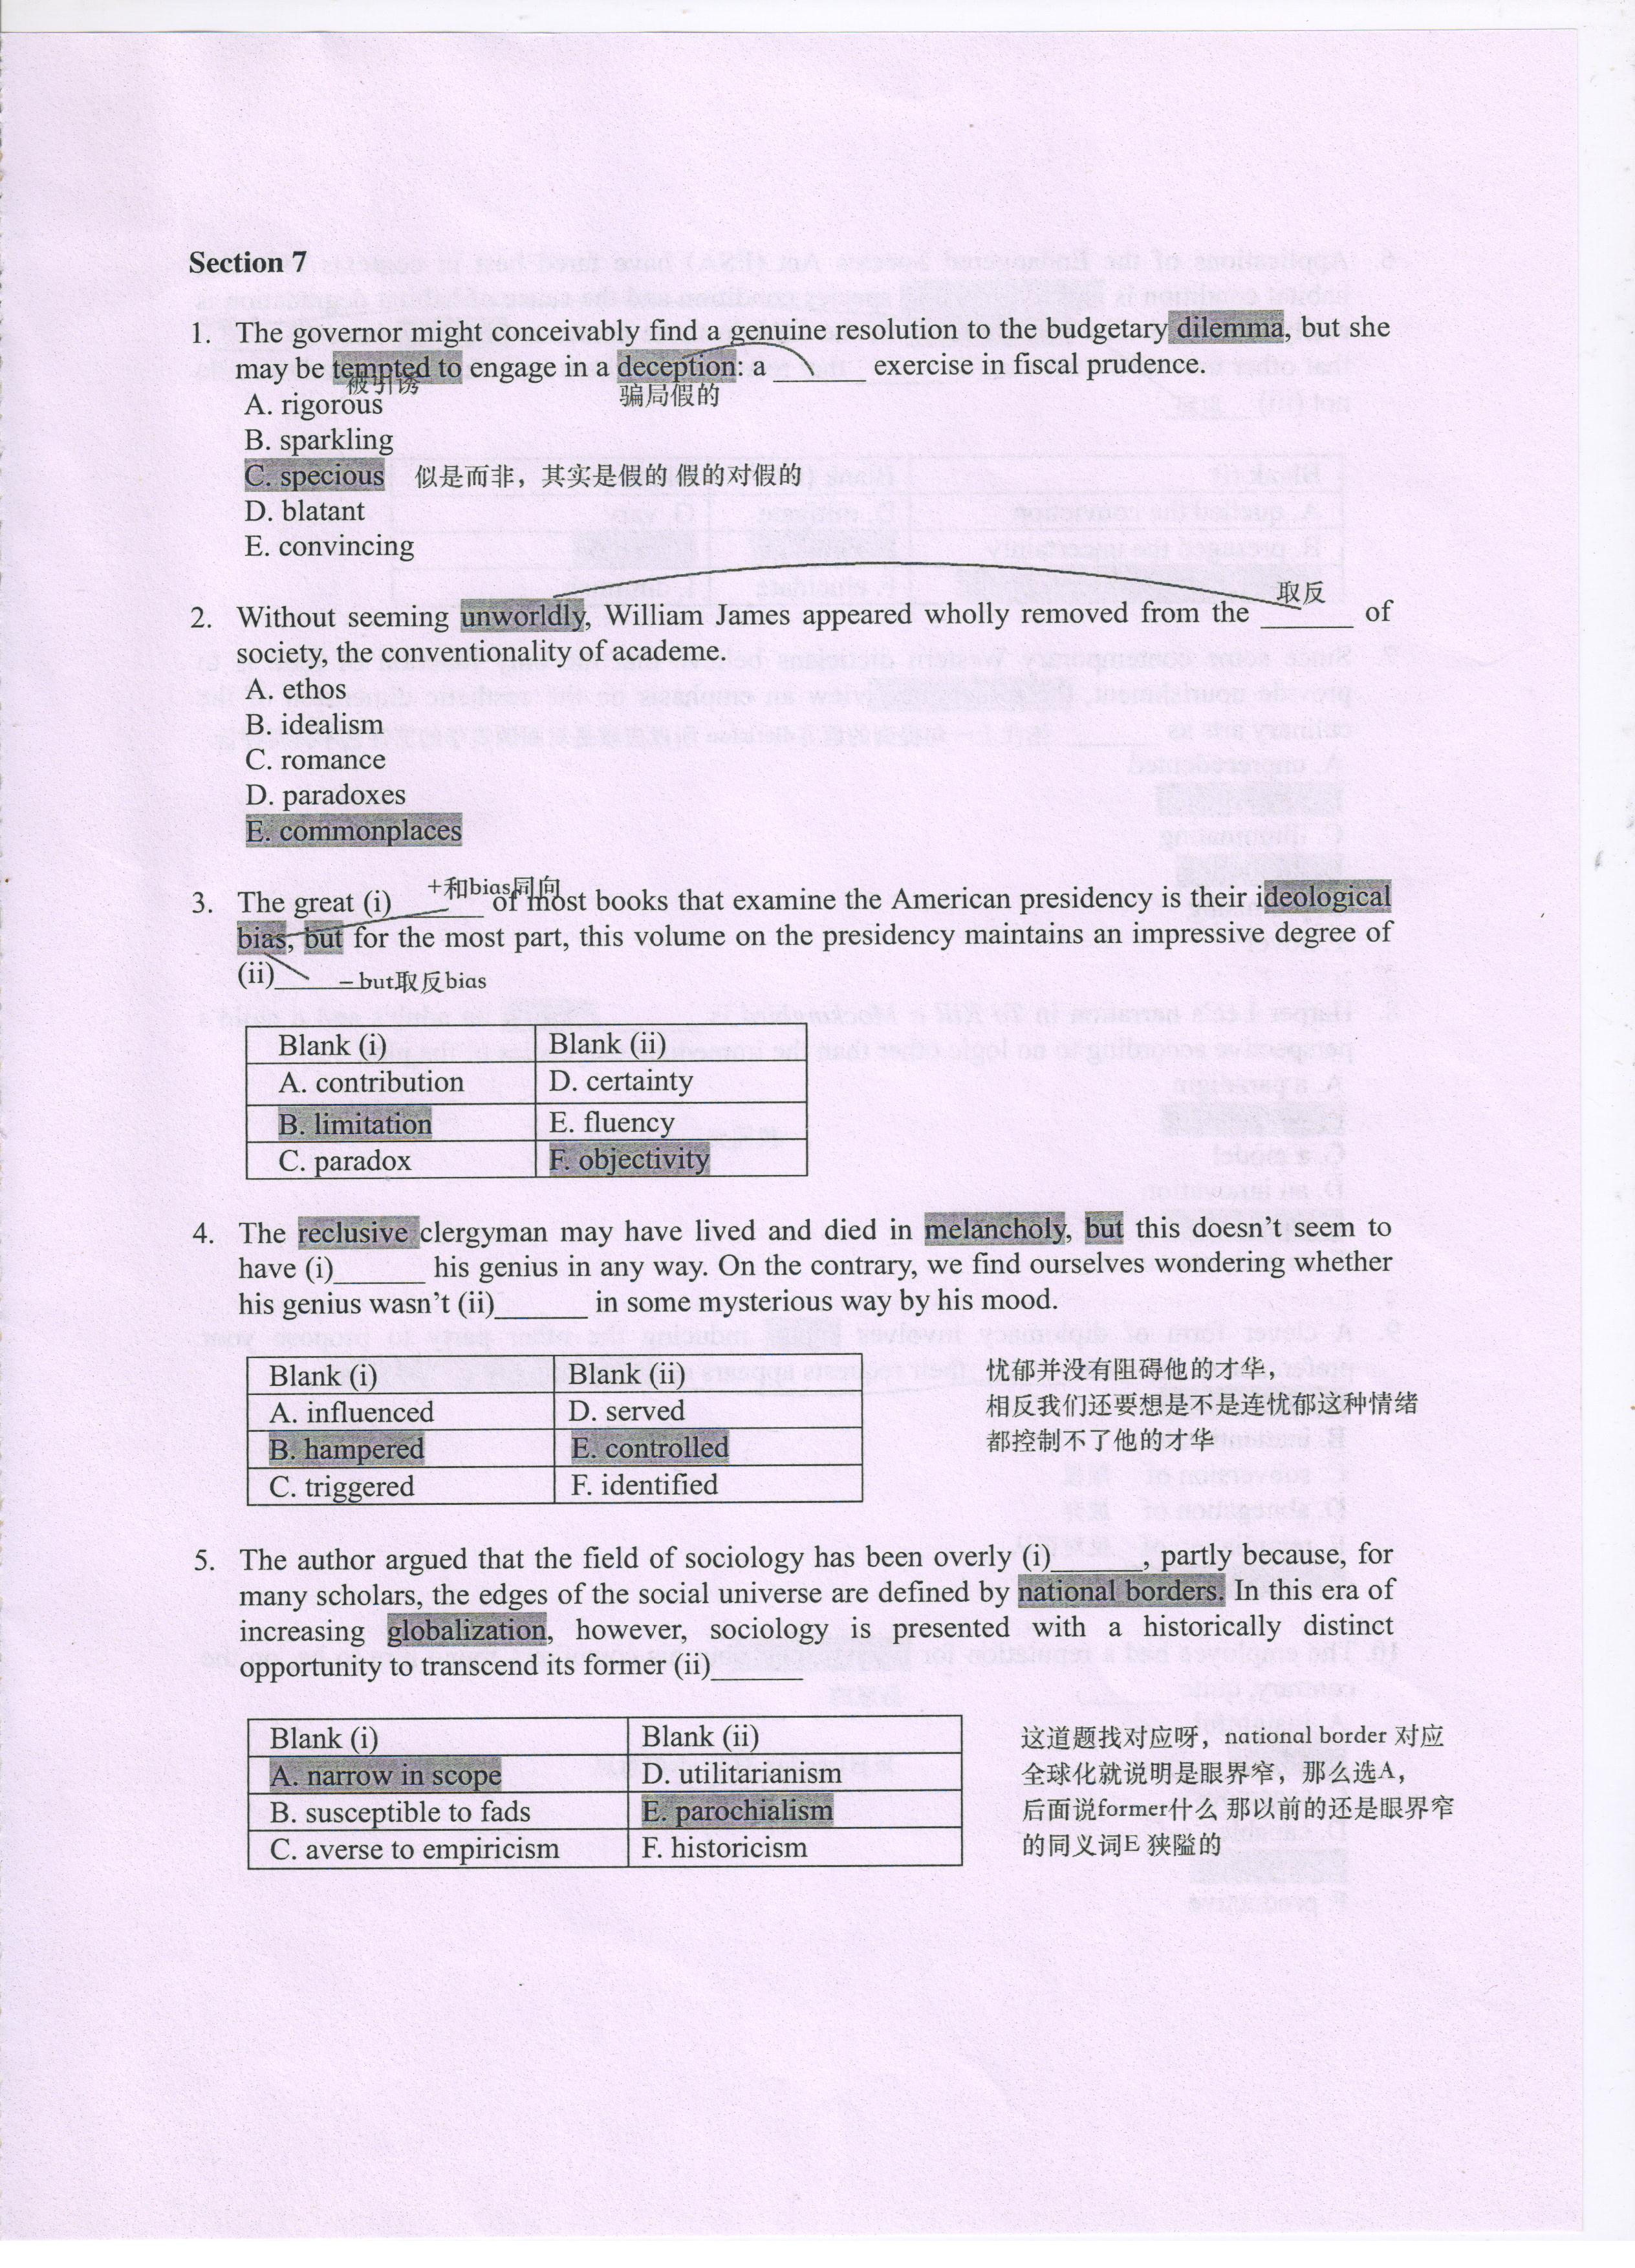 Section 7
1. The governor might conceivably find a genuine resolution to the budgetary dilemma, but she
may be tempted to engage in a deception: a ______ exercise in fiscal prudence.
被引诱
骗局假的
A. rigorous
B. sparkling
C. specious 似是而非，其实是假的 假的对假的
D. blatant
E. convincing
取反
2. Without seeming unworldly, William James appeared wholly removed from the ______ of
society, the conventionality of academe.
A. ethos
B. idealism
C. romance
D. paradoxes
E. commonplaces
+和bias同向
3. The great (i) ______ of most books that examine the American presidency is their ideological
bias, but for the most part, this volume on the presidency maintains an impressive degree of
(ii)______ –but取反bias
Blank (i) Blank (ii)
A. contribution D. certainty
B. limitation E. fluency
C. paradox F. objectivity
4. The reclusive clergyman may have lived and died in melancholy, but this doesn't seem to
have (i)______ his genius in any way. On the contrary, we find ourselves wondering whether
his genius wasn't (ii)______ in some mysterious way by his mood.
Blank (i) Blank (ii)
A. influenced D. served
B. hampered E. controlled
C. triggered F. identified
忧郁并没有阻碍他的才华，
相反我们还要想是不是连忧郁这种情绪
都控制不了他的才华
5. The author argued that the field of sociology has been overly (i)______, partly because, for
many scholars, the edges of the social universe are defined by national borders. In this era of
increasing globalization, however, sociology is presented with a historically distinct
opportunity to transcend its former (ii)______
Blank (i) Blank (ii)
A. narrow in scope D. utilitarianism
B. susceptible to fads E. parochialism
C. averse to empiricism F. historicism
这道题找对应呀，national border 对应
全球化就说明是眼界窄，那么选A，
后面说former什么 那以前的还是眼界窄
的同义词E 狭隘的